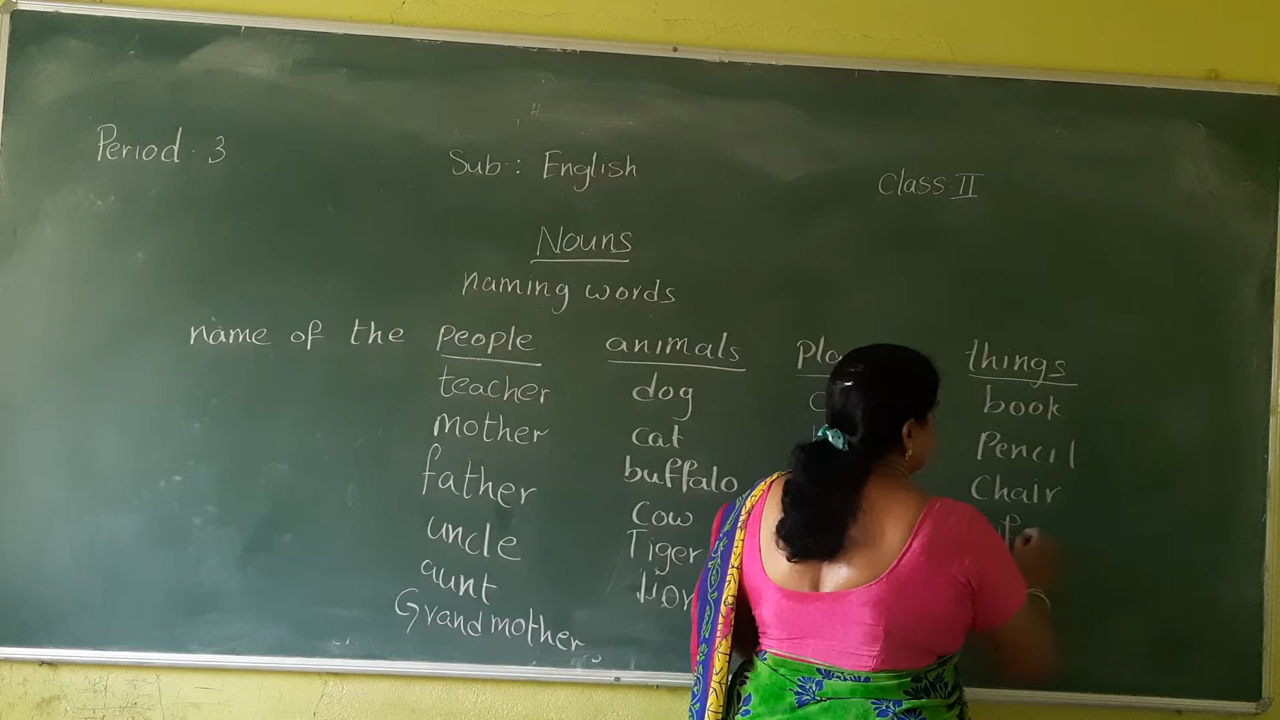 Period - 3 Sub- : English Class-II
Nouns
naming words
name of the people animals things
teacher dog book
mother cat Pencil
father buffalo Chair
uncle cow
aunt Tiger
Grandmother